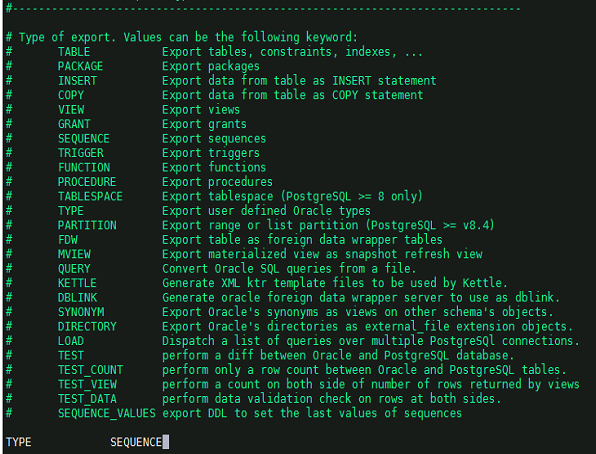 #------------------------------------------------------------------------------
# Type of export. Values can be the following keyword:
# TABLE Export tables, constraints, indexes, ...
# PACKAGE Export packages
# INSERT Export data from table as INSERT statement
# COPY Export data from table as COPY statement
# VIEW Export views
# GRANT Export grants
# SEQUENCE Export sequences
# TRIGGER Export triggers
# FUNCTION Export functions
# PROCEDURE Export procedures
# TABLESPACE Export tablespace (PostgreSQL >= 8 only)
# TYPE Export user defined Oracle types
# PARTITION Export range or list partition (PostgreSQL >= v8.4)
# FDW Export table as foreign data wrapper tables
# MVIEW Export materialized view as snapshot refresh view
# QUERY Convert Oracle SQL queries from a file.
# KETTLE Generate XML ktr template files to be used by Kettle.
# DBLINK Generate oracle foreign data wrapper server to use as dblink.
# SYNONYM Export Oracle's synonyms as views on other schema's objects.
# DIRECTORY Export Oracle's directories as external_file extension objects.
# LOAD Dispatch a list of queries over multiple PostgreSQl connections.
# TEST perform a diff between Oracle and PostgreSQL database.
# TEST_COUNT perform only a row count between Oracle and PostgreSQL tables.
# TEST_VIEW perform a count on both side of number of rows returned by views
# TEST_DATA perform data validation check on rows at both sides.
# SEQUENCE_VALUES export DDL to set the last values of sequences
TYPE SEQUENCE